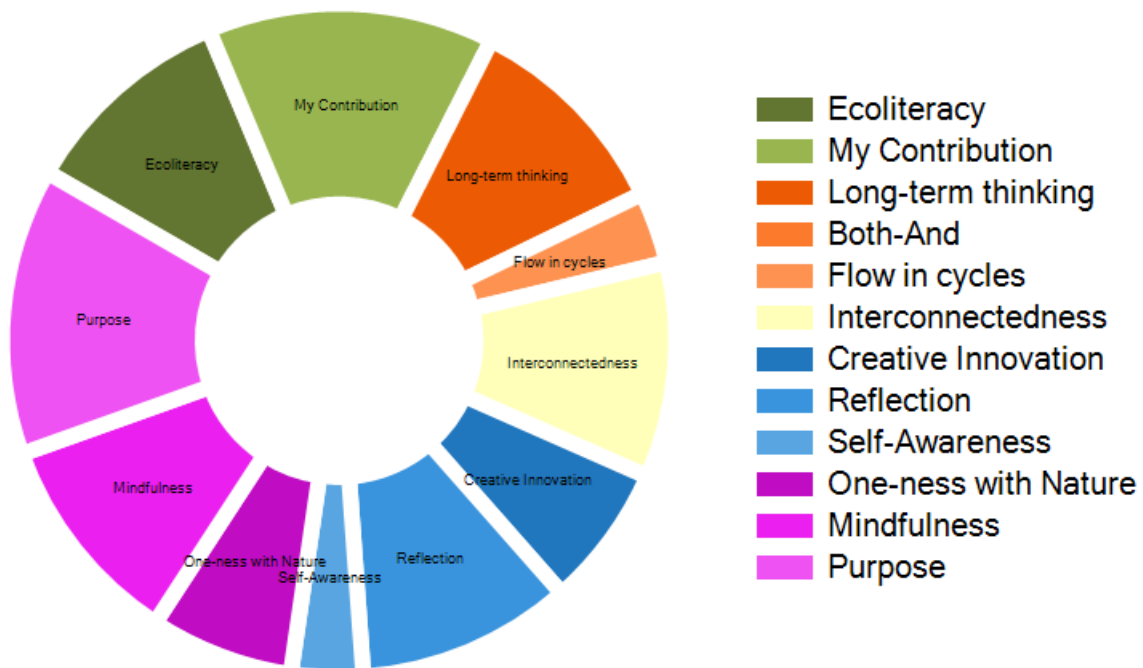 My Contribution
Ecoliteracy
Long-term thinking
Flow in cycles
Purpose
Interconnectedness
Creative Innovation
Mindfulness
Reflection
One-ness with Nature
Self-Awareness
Ecoliteracy
My Contribution
Long-term thinking
Both-And
Flow in cycles
Interconnectedness
Creative Innovation
Reflection
Self-Awareness
One-ness with Nature
Mindfulness
Purpose